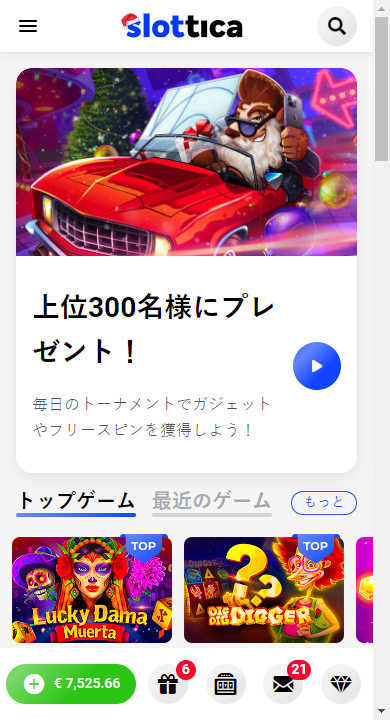 slottica
上位300名様にプレ
ゼント！
毎日のトーナメントでガジェット
やフリースピンを獲得しよう！
トップゲーム 最近のゲーム もっと
TOP TOP
Lucky Dama
Muerta
DIG DIG DIGGER
6 21
€ 7,525.66